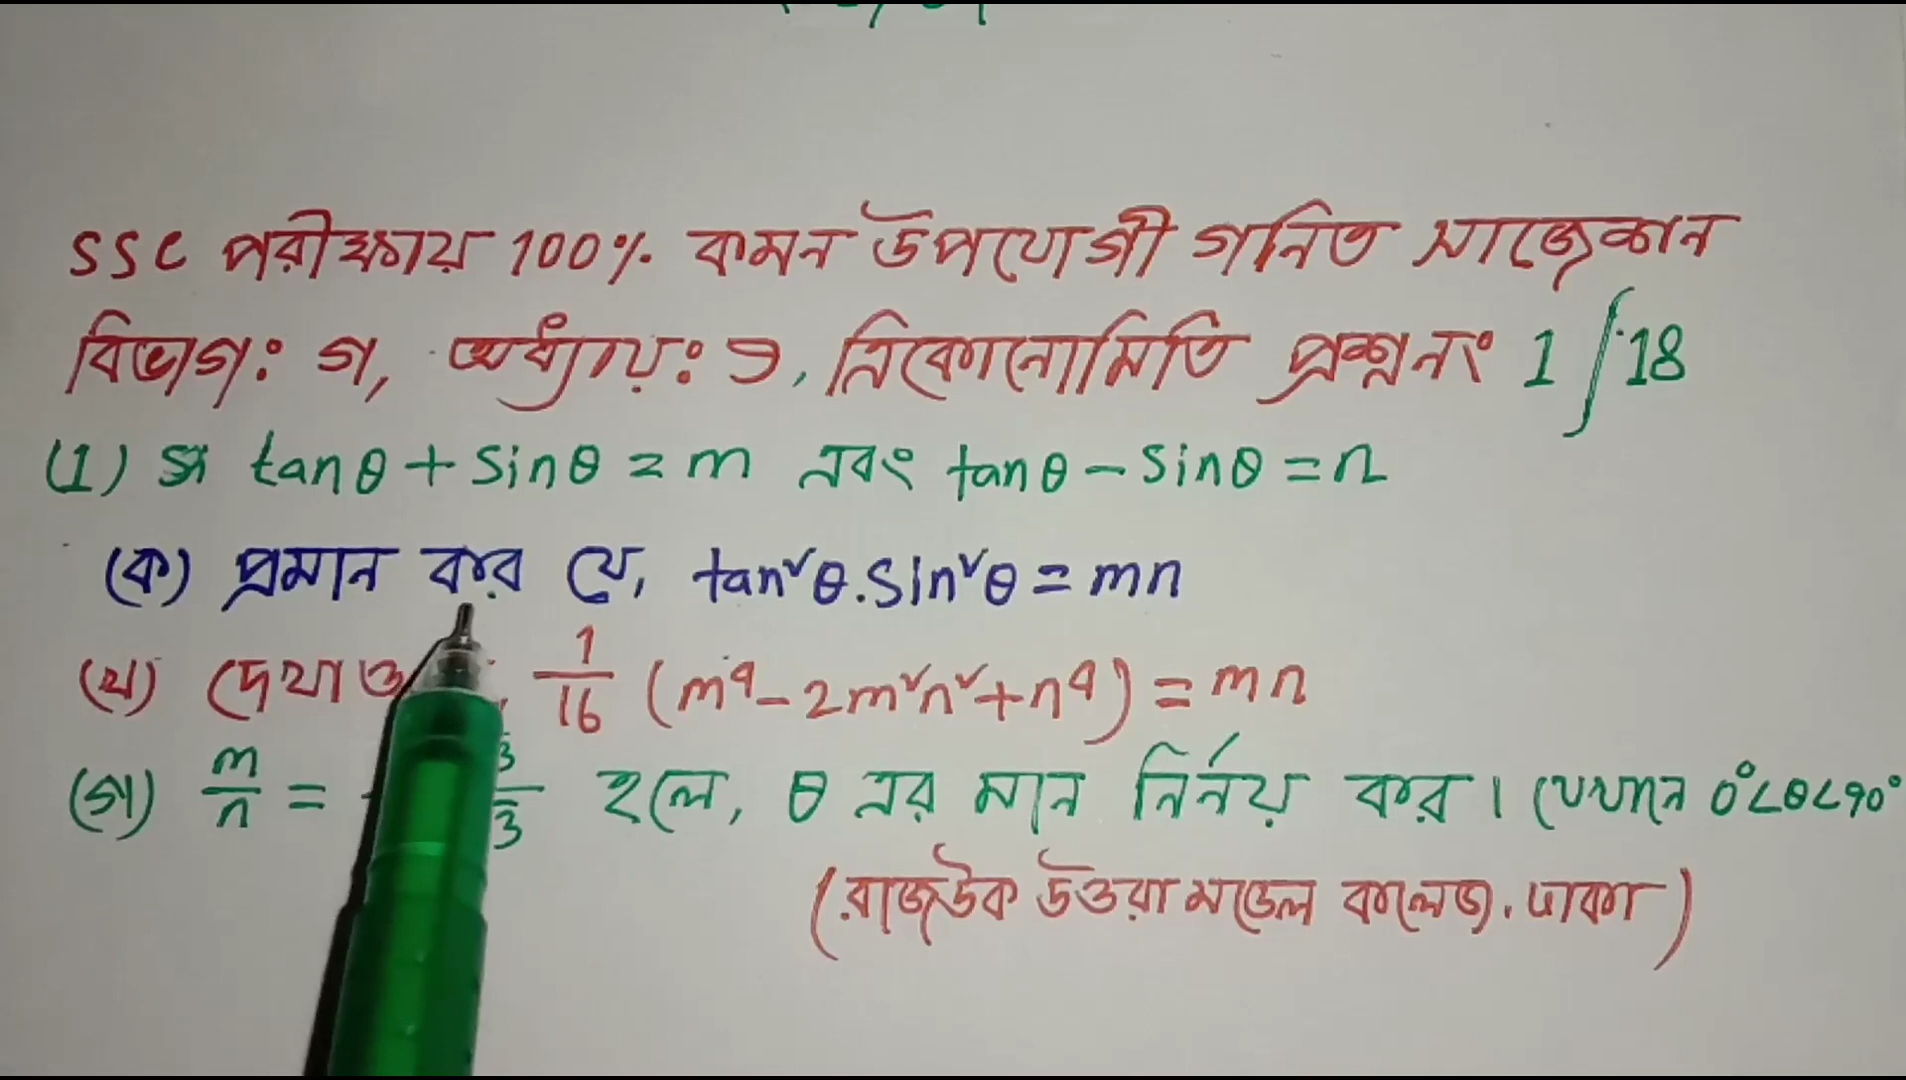 SSC পরীক্ষায় 100% কমন উপযোগী গনিত সাজেকশন
বিভাগ: গ, অধ্যায়: ৯, ত্রিকোনোমিতি প্রশ্ন নং 1 / 18
(1) tanθ + sinθ = m এবং tanθ - sinθ = n
(ক) প্রমান কর যে, tan²θ.sin²θ = mn
(খ) দেখাও 1/16 (m⁴ - 2m²n² + n⁴) = mn
(গ) m/n = হলে, θ এর মান নির্নয় কর। যেখানে 0°<θ<90°
(রাজউক উত্তরা মডেল কলেজ, ঢাকা)